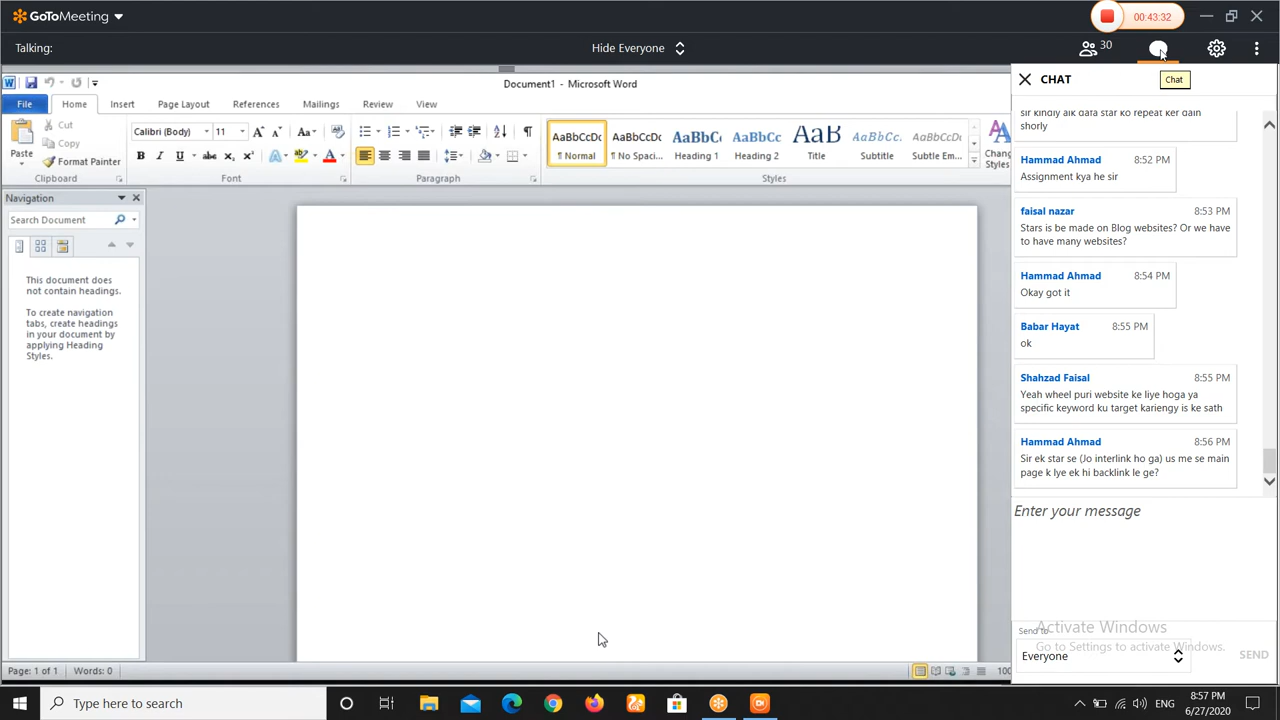 GoToMeeting
00:43:32
Talking:
Hide Everyone
30
Document1 - Microsoft Word
File Home Insert Page Layout References Mailings Review View
Paste
Cut
Copy
Format Painter
Clipboard
Calibri (Body) 11
Font
Paragraph
AaBbCcDc AaBbCcDc AaBbC AaBbCc AaB AaBbCc. AaBbCcDc
¶ Normal ¶ No Spaci... Heading 1 Heading 2 Title Subtitle Subtle Em...
Styles
Chang
Styles
Navigation
Search Document
This document does
not contain headings.
To create navigation
tabs, create headings
in your document by
applying Heading
Styles.
Page: 1 of 1 Words: 0
100
CHAT
Chat
sir kindly aik dafa star ko repeat ker dain
shorly
Hammad Ahmad 8:52 PM
Assignment kya he sir
faisal nazar 8:53 PM
Stars is be made on Blog websites? Or we have
to have many websites?
Hammad Ahmad 8:54 PM
Okay got it
Babar Hayat 8:55 PM
ok
Shahzad Faisal 8:55 PM
Yeah wheel puri website ke liye hoga ya
specific keyword ku target kariengy is ke sath
Hammad Ahmad 8:56 PM
Sir ek star se (Jo interlink ho ga) us me se main
page k lye ek hi backlink le ge?
Enter your message
Activate Windows
Go to Settings to activate Windows.
Send to
Everyone
SEND
Type here to search
ENG
8:57 PM
6/27/2020